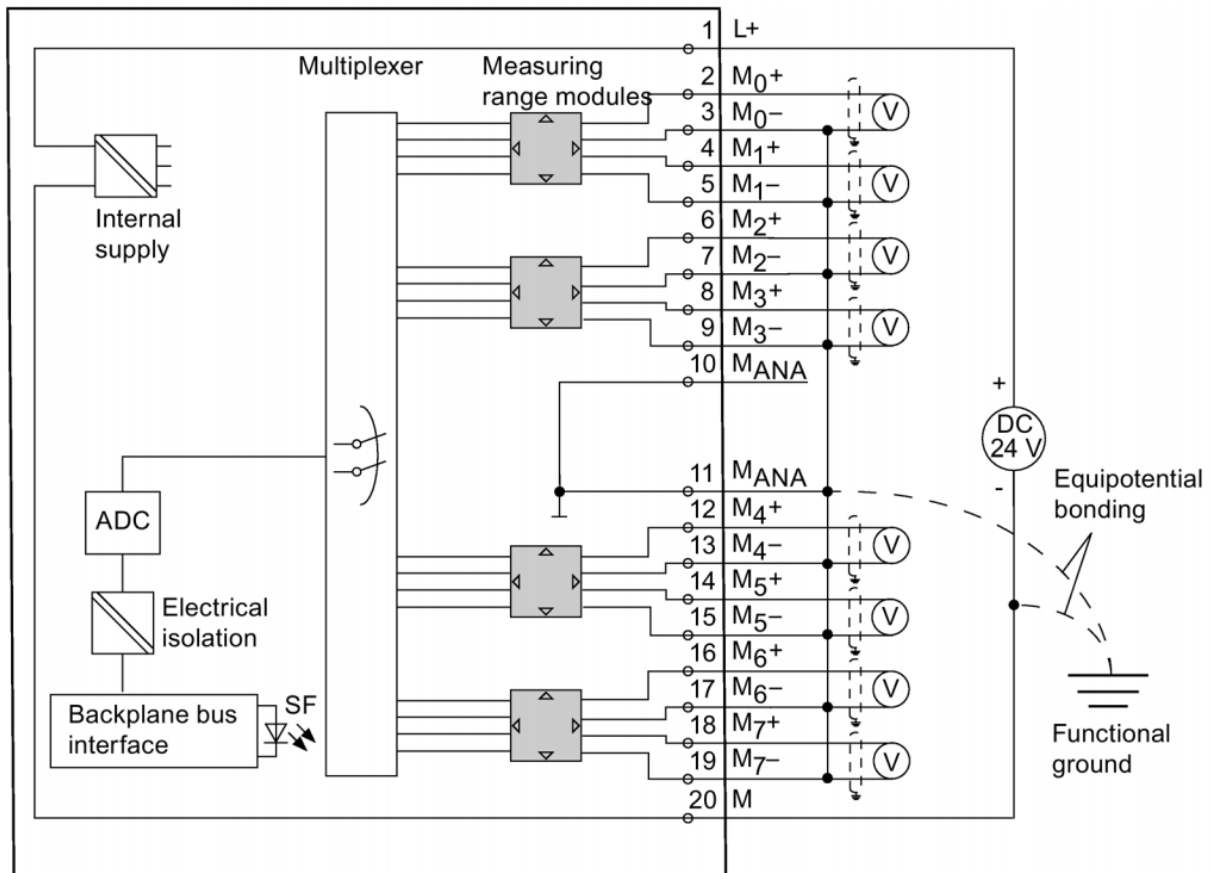 1 L+
Multiplexer
Measuring
range modules
2 M0+
3 M0–
4 M1+
5 M1–
6 M2+
7 M2–
8 M3+
9 M3–
10 MANA
V
V
V
V
Internal
supply
+
DC
24 V
-
11 MANA
12 M4+
13 M4–
14 M5+
15 M5–
16 M6+
17 M6–
18 M7+
19 M7–
20 M
V
V
V
V
Equipotential
bonding
ADC
Electrical
isolation
Backplane bus
interface
SF
Functional
ground